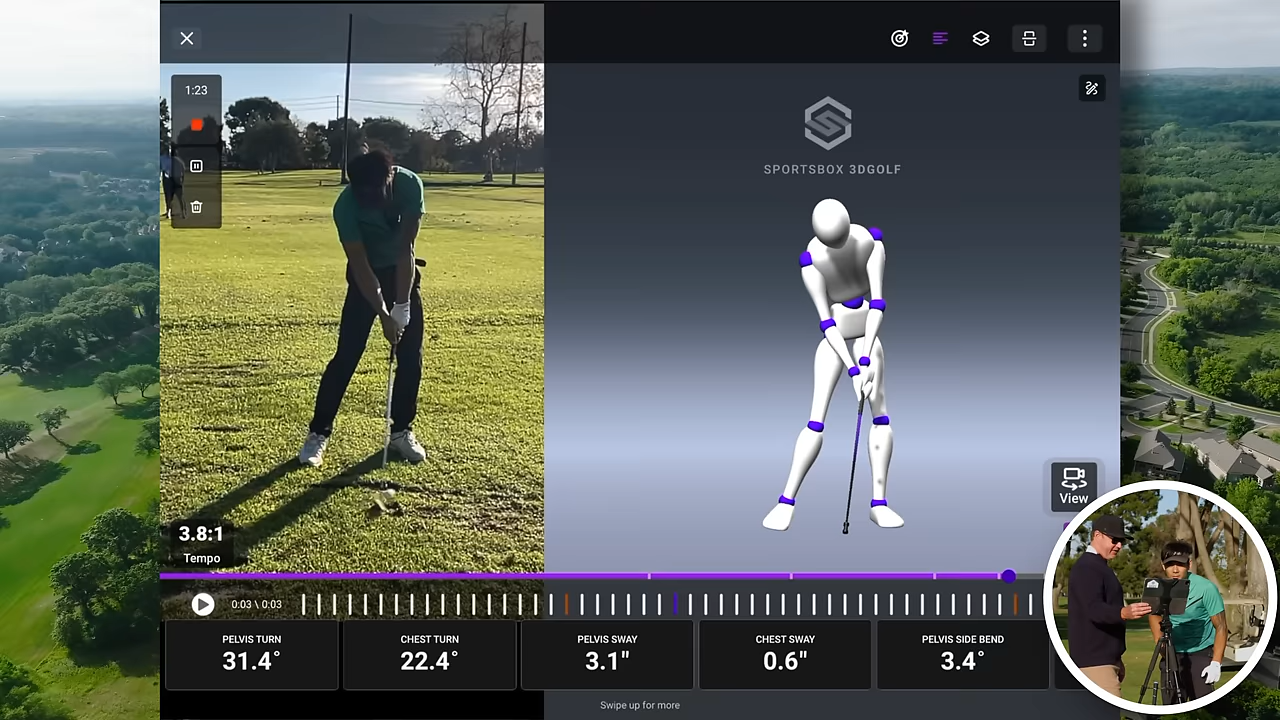 1:23
SPORTSBOX 3DGOLF
View
3.8:1
Tempo
0:03 \ 0:03
PELVIS TURN
31.4°
CHEST TURN
22.4°
PELVIS SWAY
3.1"
CHEST SWAY
0.6"
PELVIS SIDE BEND
3.4°
Swipe up for more